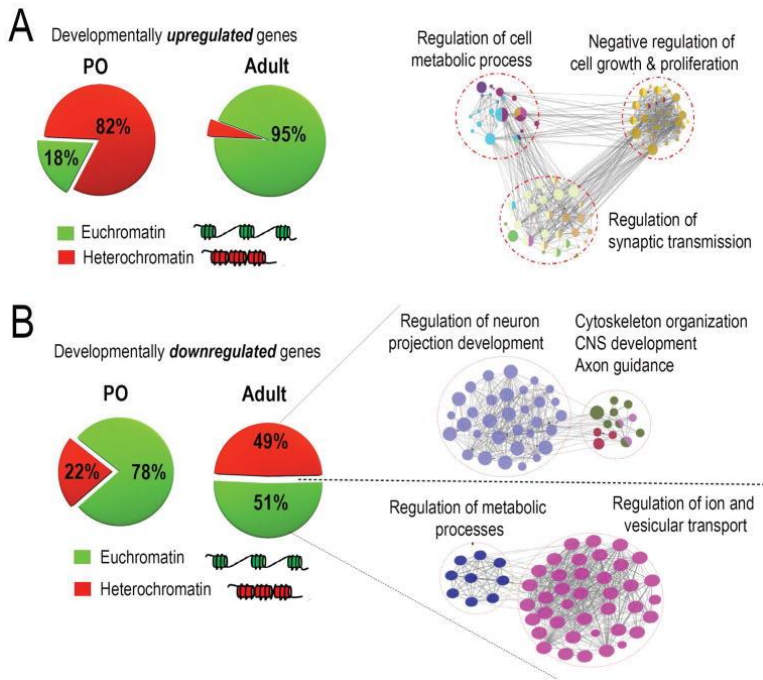 A
Developmentally upregulated genes
PO
Adult
82%
18%
95%
Euchromatin
Heterochromatin
Regulation of cell
metabolic process
Negative regulation of
cell growth & proliferation
Regulation of
synaptic transmission
B
Developmentally downregulated genes
PO
Adult
22%
78%
49%
51%
Euchromatin
Heterochromatin
Regulation of neuron
projection development
Cytoskeleton organization
CNS development
Axon guidance
Regulation of metabolic
processes
Regulation of ion and
vesicular transport